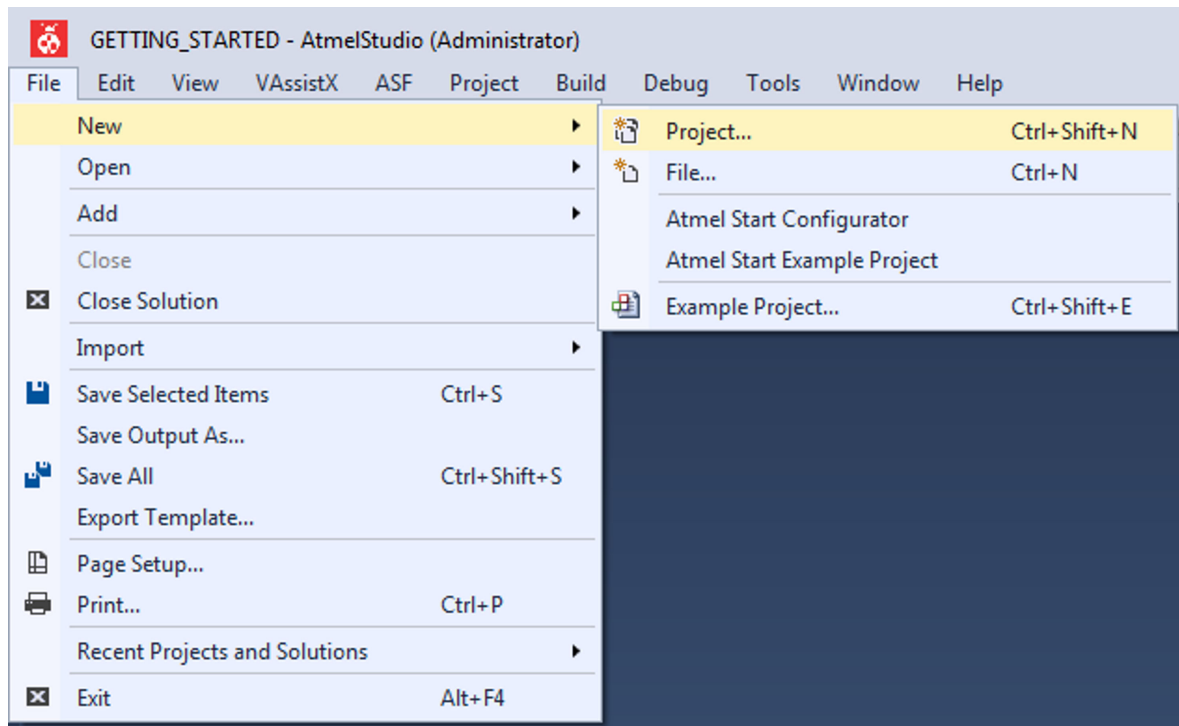 GETTING_STARTED - AtmelStudio (Administrator)
File Edit View VAssistX ASF Project Build Debug Tools Window Help
New
Open
Add
Close
Close Solution
Import
Save Selected Items Ctrl+S
Save Output As...
Save All Ctrl+Shift+S
Export Template...
Page Setup...
Print... Ctrl+P
Recent Projects and Solutions
Exit Alt+F4
Project... Ctrl+Shift+N
File... Ctrl+N
Atmel Start Configurator
Atmel Start Example Project
Example Project... Ctrl+Shift+E